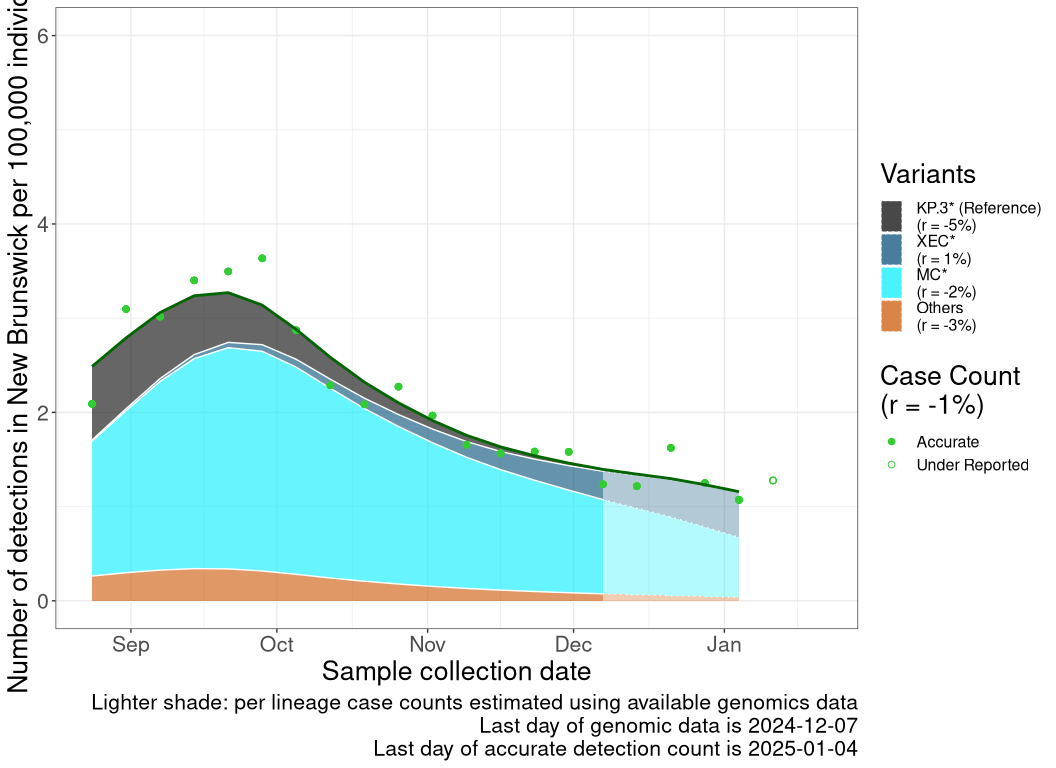 Number of detections in New Brunswick per 100,000
6
4
2
0
Sep Oct Nov Dec Jan
Sample collection date
Lighter shade: per lineage case counts estimated using available genomics data
Last day of genomic data is 2024-12-07
Last day of accurate detection count is 2025-01-04
Variants
KP.3* (Reference)
(r = -5%)
XEC*
(r = 1%)
MC*
(r = -2%)
Others
(r = -3%)
Case Count
(r = -1%)
Accurate
Under Reported